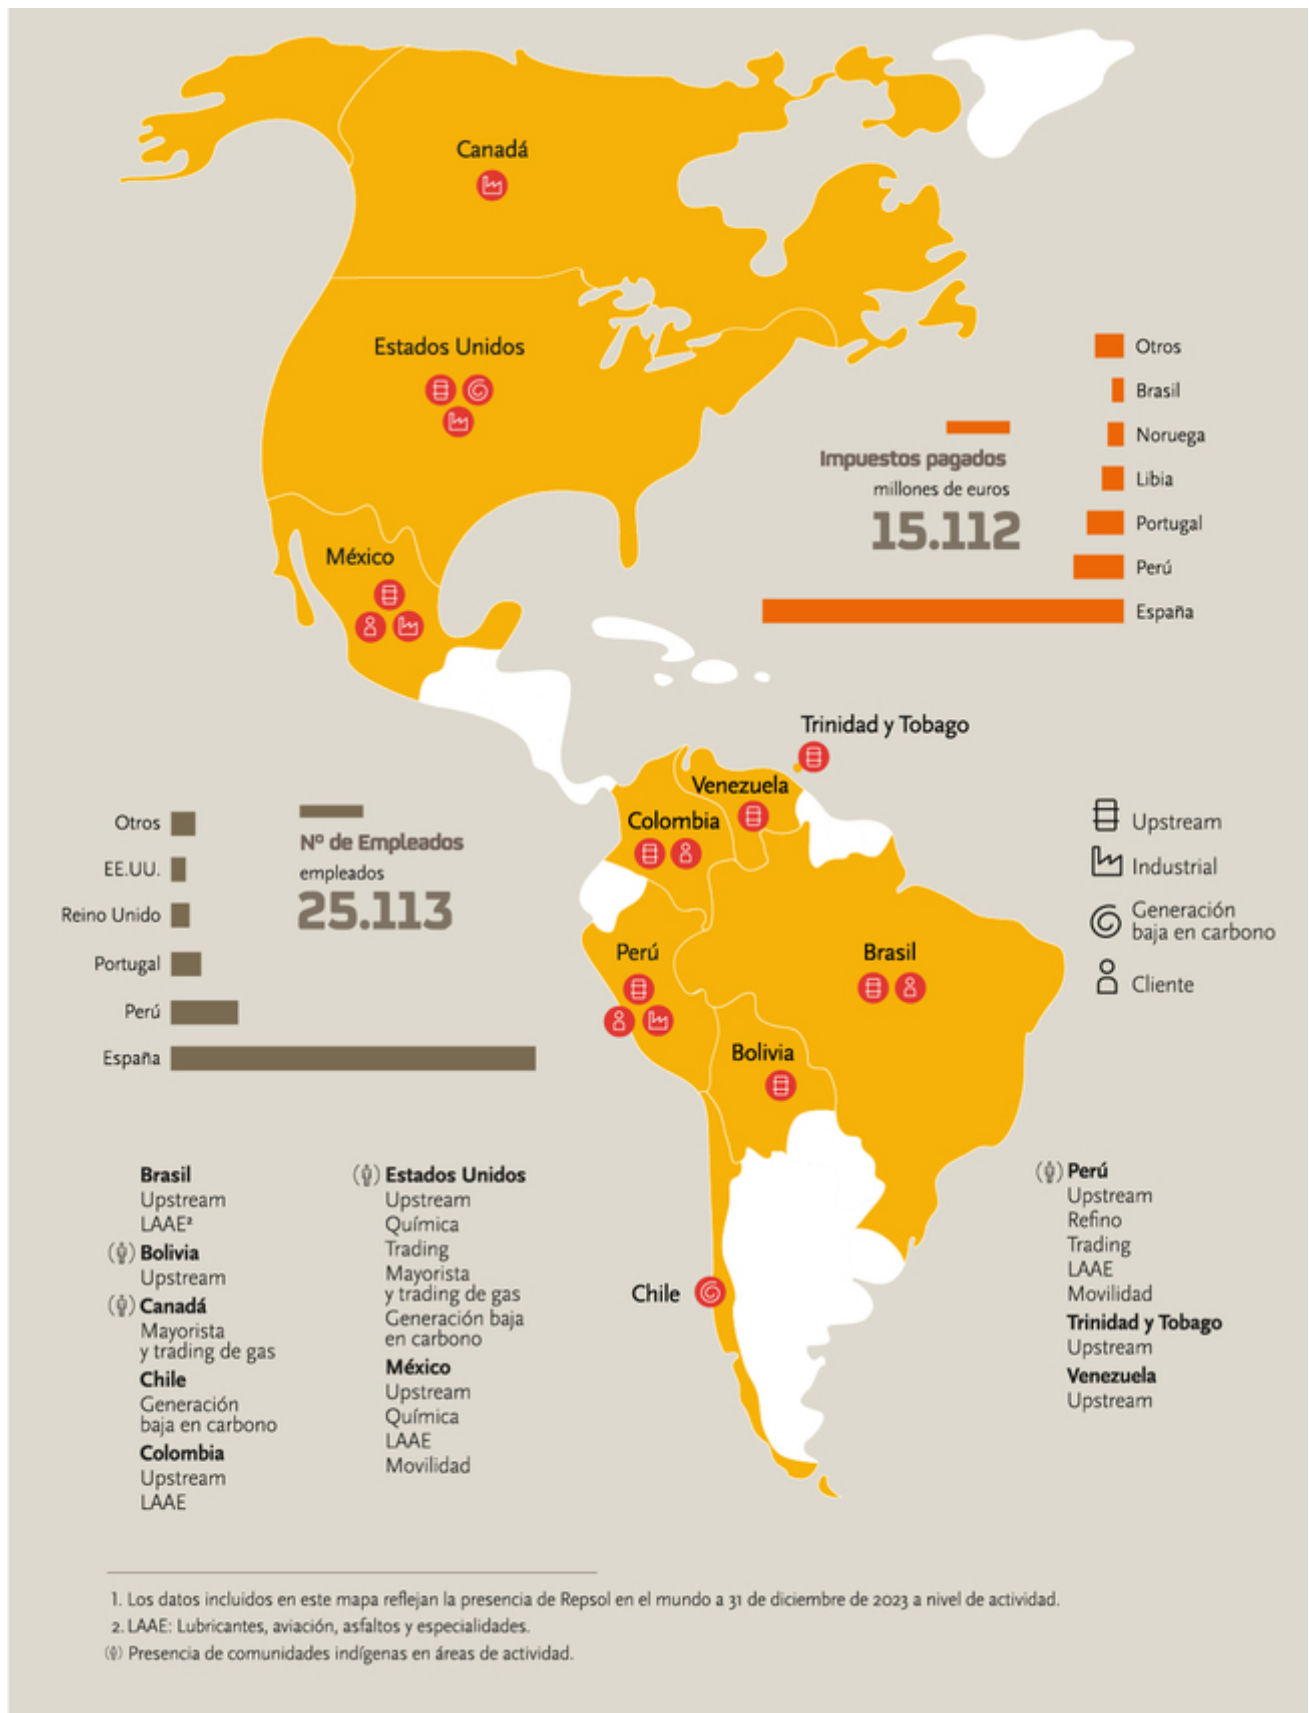 Canadá
Estados Unidos
México
Impuestos pagados
millones de euros
15.112
Otros
Brasil
Noruega
Libia
Portugal
Perú
España
Trinidad y Tobago
Venezuela
Colombia
Perú
Brasil
Bolivia
Chile
Upstream
Industrial
Generación
baja en carbono
Cliente
Nº de Empleados
empleados
25.113
Otros
EE.UU.
Reino Unido
Portugal
Perú
España
Brasil
Upstream
LAAE²
Bolivia
Upstream
Canadá
Mayorista
y trading de gas
Chile
Generación
baja en carbono
Colombia
Upstream
LAAE
Estados Unidos
Upstream
Química
Trading
Mayorista
y trading de gas
Generación baja
en carbono
México
Upstream
Química
LAAE
Movilidad
Perú
Upstream
Refino
Trading
LAAE
Movilidad
Trinidad y Tobago
Upstream
Venezuela
Upstream
1. Los datos incluidos en este mapa reflejan la presencia de Repsol en el mundo a 31 de diciembre de 2023 a nivel de actividad.
2. LAAE: Lubricantes, aviación, asfaltos y especialidades.
Presencia de comunidades indígenas en áreas de actividad.